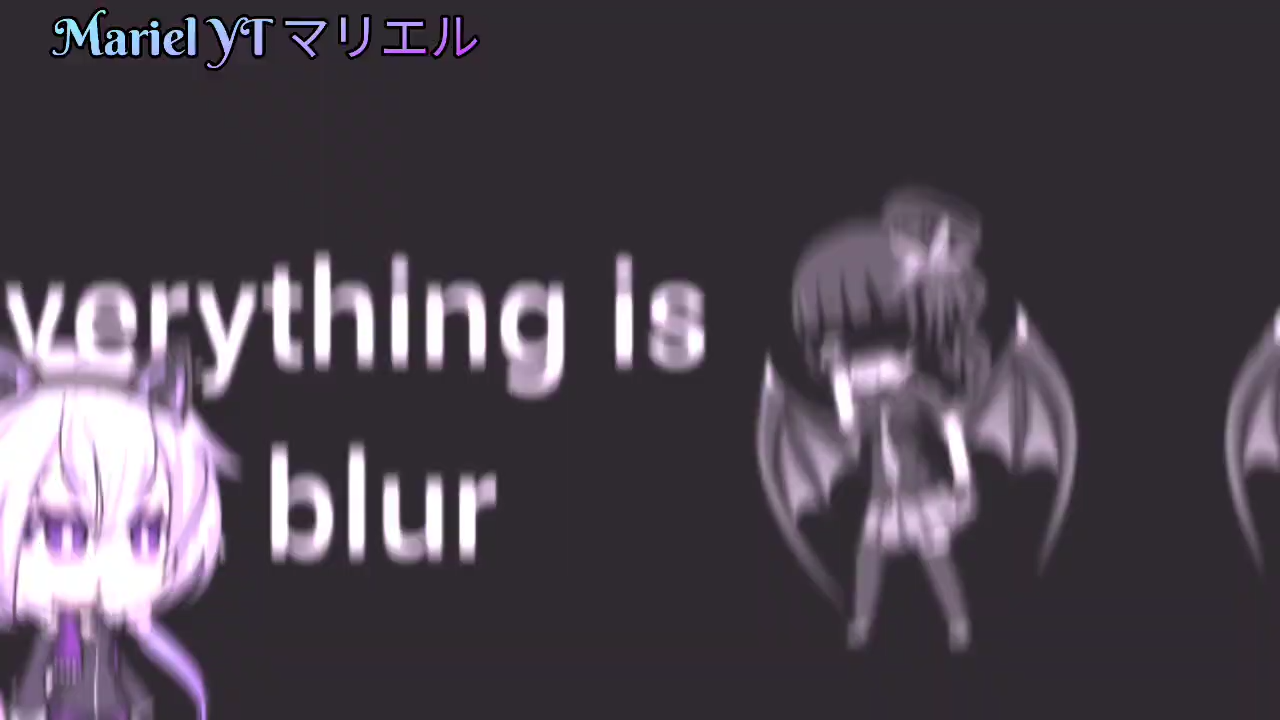 Mariel YT マリエル
verything is
blur